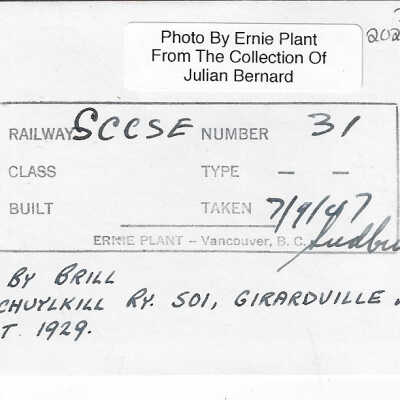 Photo By Ernie Plant
From The Collection Of
Julian Bernard
202
RAILWAY SCCSE NUMBER 31
CLASS TYPE — —
BUILT TAKEN 7/9/47
ERNIE PLANT – Vancouver, B. C. Sudbu
BY BRILL
CHUYLKILL RY. 501, GIRARDVILLE
T. 1929.